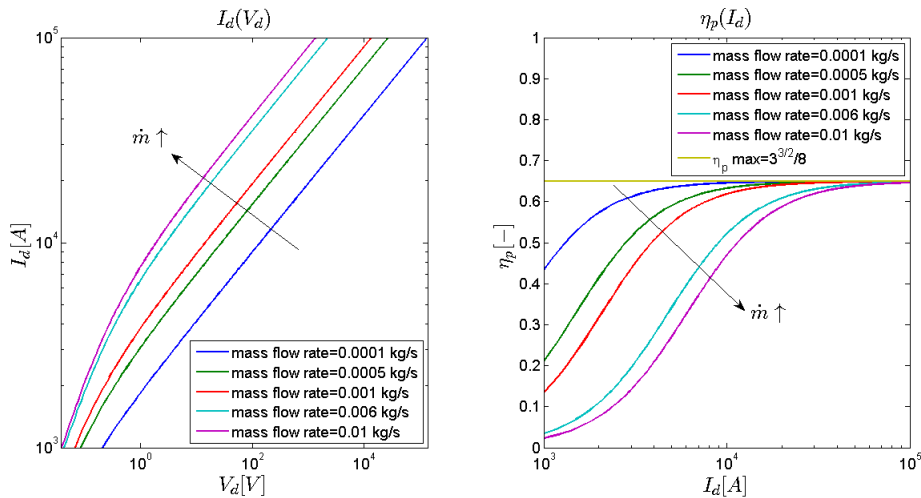 I_d(V_d)
10^5
10^4
10^3
I_d[A]
ṁ ↑
mass flow rate=0.0001 kg/s
mass flow rate=0.0005 kg/s
mass flow rate=0.001 kg/s
mass flow rate=0.006 kg/s
mass flow rate=0.01 kg/s
10^0
10^2
10^4
V_d[V]
η_p(I_d)
1
0.9
0.8
0.7
0.6
0.5
0.4
0.3
0.2
0.1
0
η_p[−]
mass flow rate=0.0001 kg/s
mass flow rate=0.0005 kg/s
mass flow rate=0.001 kg/s
mass flow rate=0.006 kg/s
mass flow rate=0.01 kg/s
η_p max=3^{3/2}/8
ṁ ↑
10^3
10^4
10^5
I_d[A]